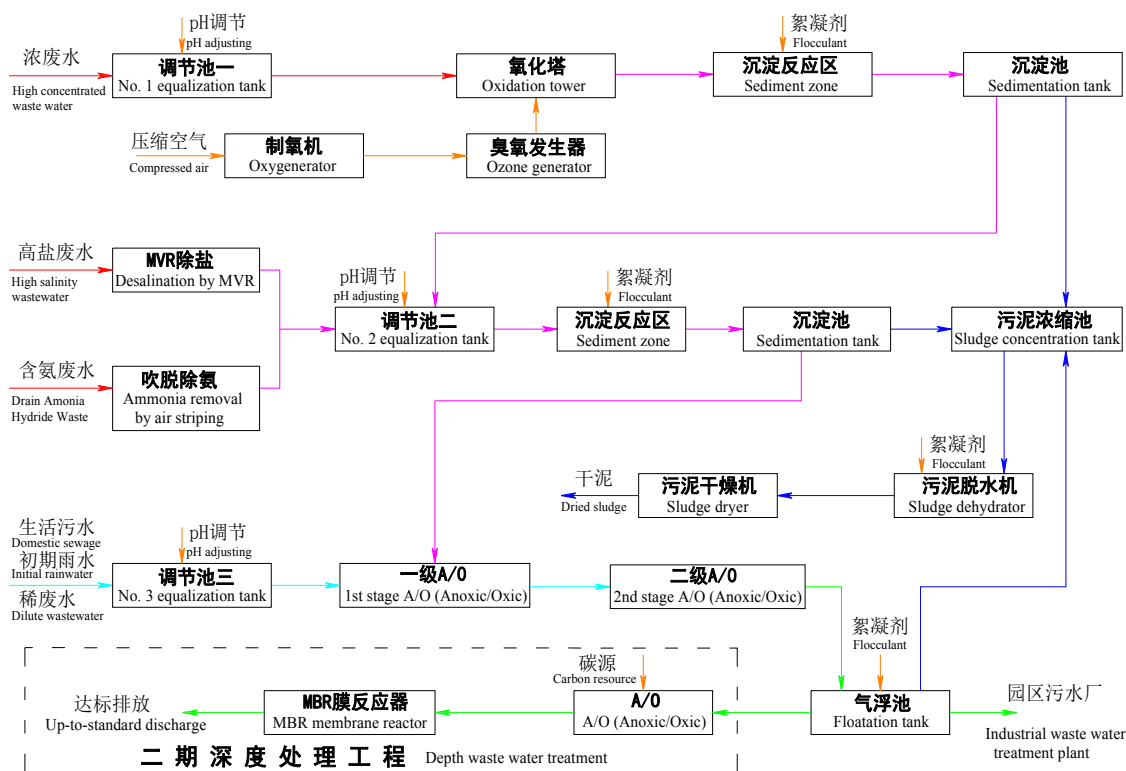 pH调节
pH adjusting
絮凝剂
Flocculant
浓废水
High concentrated
waste water
调节池一
No. 1 equalization tank
氧化塔
Oxidation tower
沉淀反应区
Sediment zone
沉淀池
Sedimentation tank
压缩空气
Compressed air
制氧机
Oxygenerator
臭氧发生器
Ozone generator
高盐废水
High salinity
wastewater
MVR除盐
Desalination by MVR
pH调节
pH adjusting
絮凝剂
Flocculant
调节池二
No. 2 equalization tank
沉淀反应区
Sediment zone
沉淀池
Sedimentation tank
污泥浓缩池
Sludge concentration tank
含氨废水
Drain Amonia
Hydride Waste
吹脱除氨
Ammonia removal
by air striping
絮凝剂
Flocculant
干泥
Dried sludge
污泥干燥机
Sludge dryer
污泥脱水机
Sludge dehydrator
生活污水
Domestic sewage
初期雨水
Initial rainwater
稀废水
Dilute wastewater
pH调节
pH adjusting
调节池三
No. 3 equalization tank
一级A/O
1st stage A/O (Anoxic/Oxic)
二级A/O
2nd stage A/O (Anoxic/Oxic)
絮凝剂
Flocculant
碳源
Carbon resource
达标排放
Up-to-standard discharge
MBR膜反应器
MBR membrane reactor
A/O
A/O (Anoxic/Oxic)
气浮池
Floatation tank
园区污水厂
Industrial waste water
treatment plant
二期深度处理工程 Depth waste water treatment